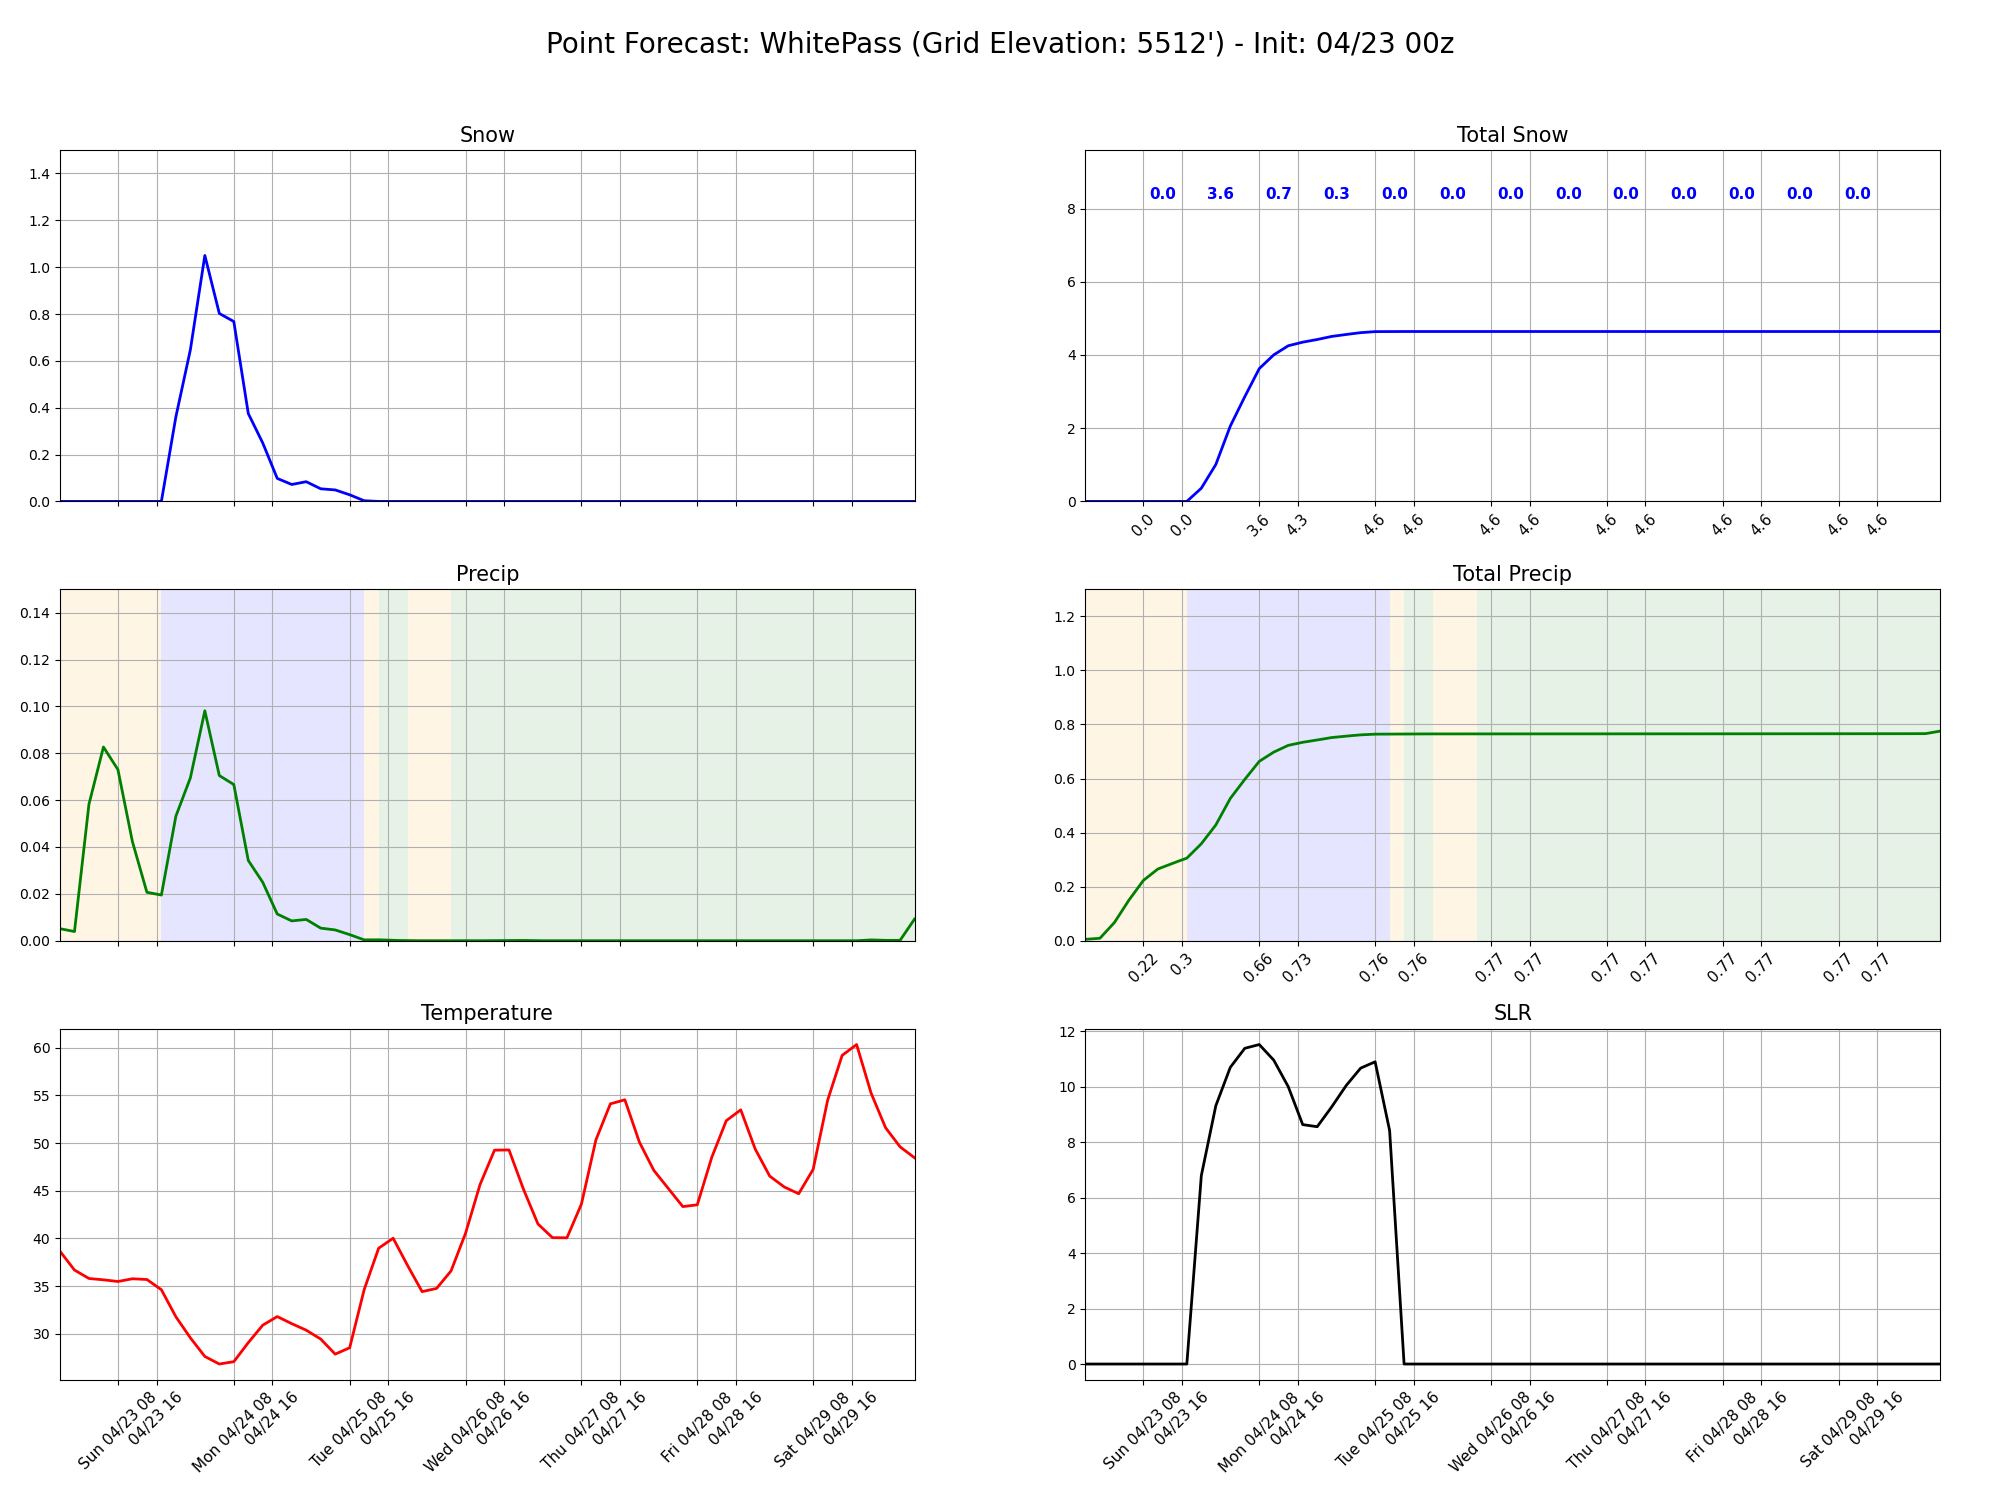 Point Forecast: WhitePass (Grid Elevation: 5512') - Init: 04/23 00z
Snow
1.4
1.2
1.0
0.8
0.6
0.4
0.2
0.0
Total Snow
0.0 3.6 0.7 0.3 0.0 0.0 0.0 0.0 0.0 0.0 0.0 0.0 0.0
8
6
4
2
0
0.0 0.0 3.6 4.3 4.6 4.6 4.6 4.6 4.6 4.6 4.6 4.6 4.6 4.6
Precip
0.14
0.12
0.10
0.08
0.06
0.04
0.02
0.00
Total Precip
1.2
1.0
0.8
0.6
0.4
0.2
0.0
0.22 0.3 0.66 0.73 0.76 0.76 0.77 0.77 0.77 0.77 0.77 0.77 0.77 0.77
Temperature
60
55
50
45
40
35
30
Sun 04/23 08
04/23 16
Mon 04/24 08
04/24 16
Tue 04/25 08
04/25 16
Wed 04/26 08
04/26 16
Thu 04/27 08
04/27 16
Fri 04/28 08
04/28 16
Sat 04/29 08
04/29 16
SLR
12
10
8
6
4
2
0
Sun 04/23 08
04/23 16
Mon 04/24 08
04/24 16
Tue 04/25 08
04/25 16
Wed 04/26 08
04/26 16
Thu 04/27 08
04/27 16
Fri 04/28 08
04/28 16
Sat 04/29 08
04/29 16